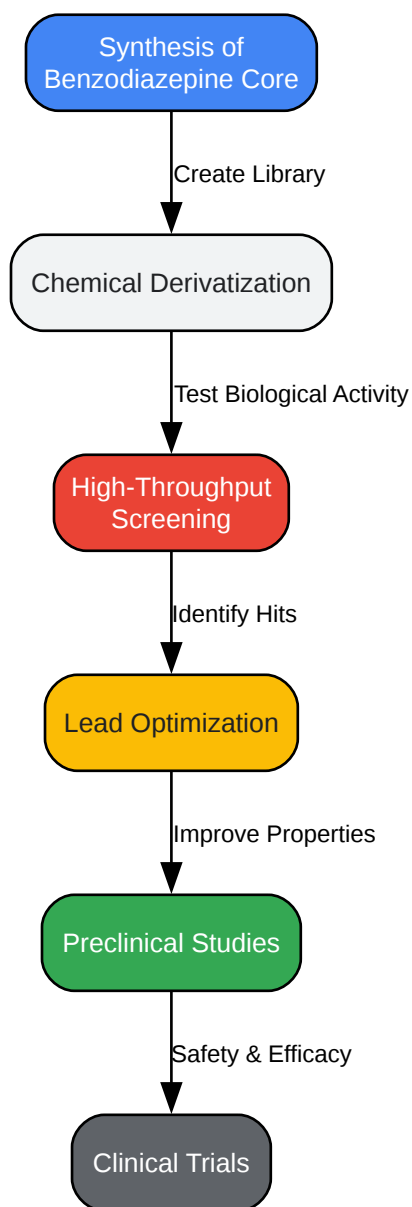 Synthesis of
Benzodiazepine Core
Create Library
Chemical Derivatization
Test Biological Activity
High-Throughput
Screening
Identify Hits
Lead Optimization
Improve Properties
Preclinical Studies
Safety & Efficacy
Clinical Trials